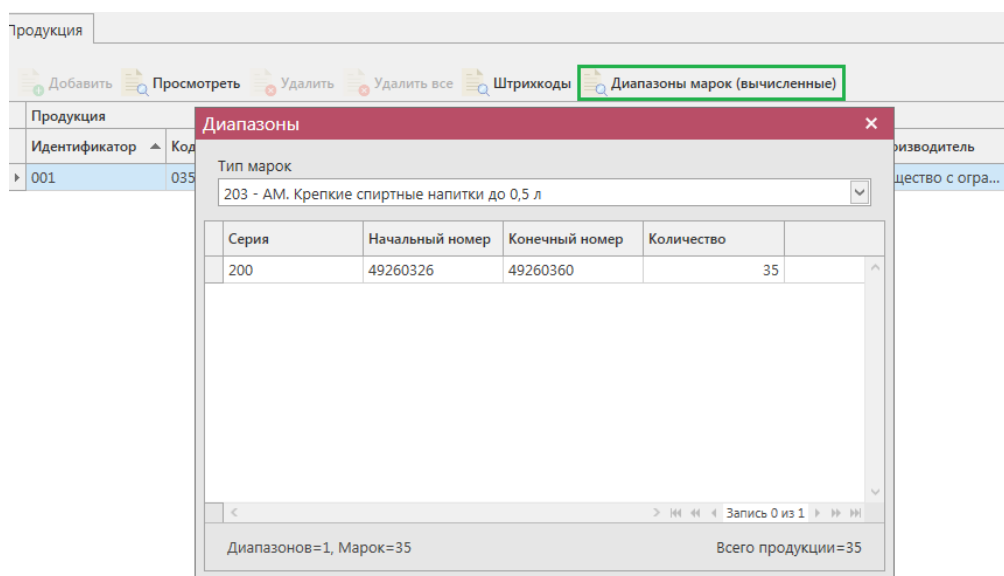 Продукция
Добавить Просмотреть Удалить Удалить все Штрихкоды Диапазоны марок (вычисленные)
Продукция
Идентификатор Код
001 035
Диапазоны
Тип марок
203 - АМ. Крепкие спиртные напитки до 0,5 л
Серия Начальный номер Конечный номер Количество
200 49260326 49260360 35
Запись 0 из 1
Диапазонов=1, Марок=35 Всего продукции=35
оизводитель
щество с огра...